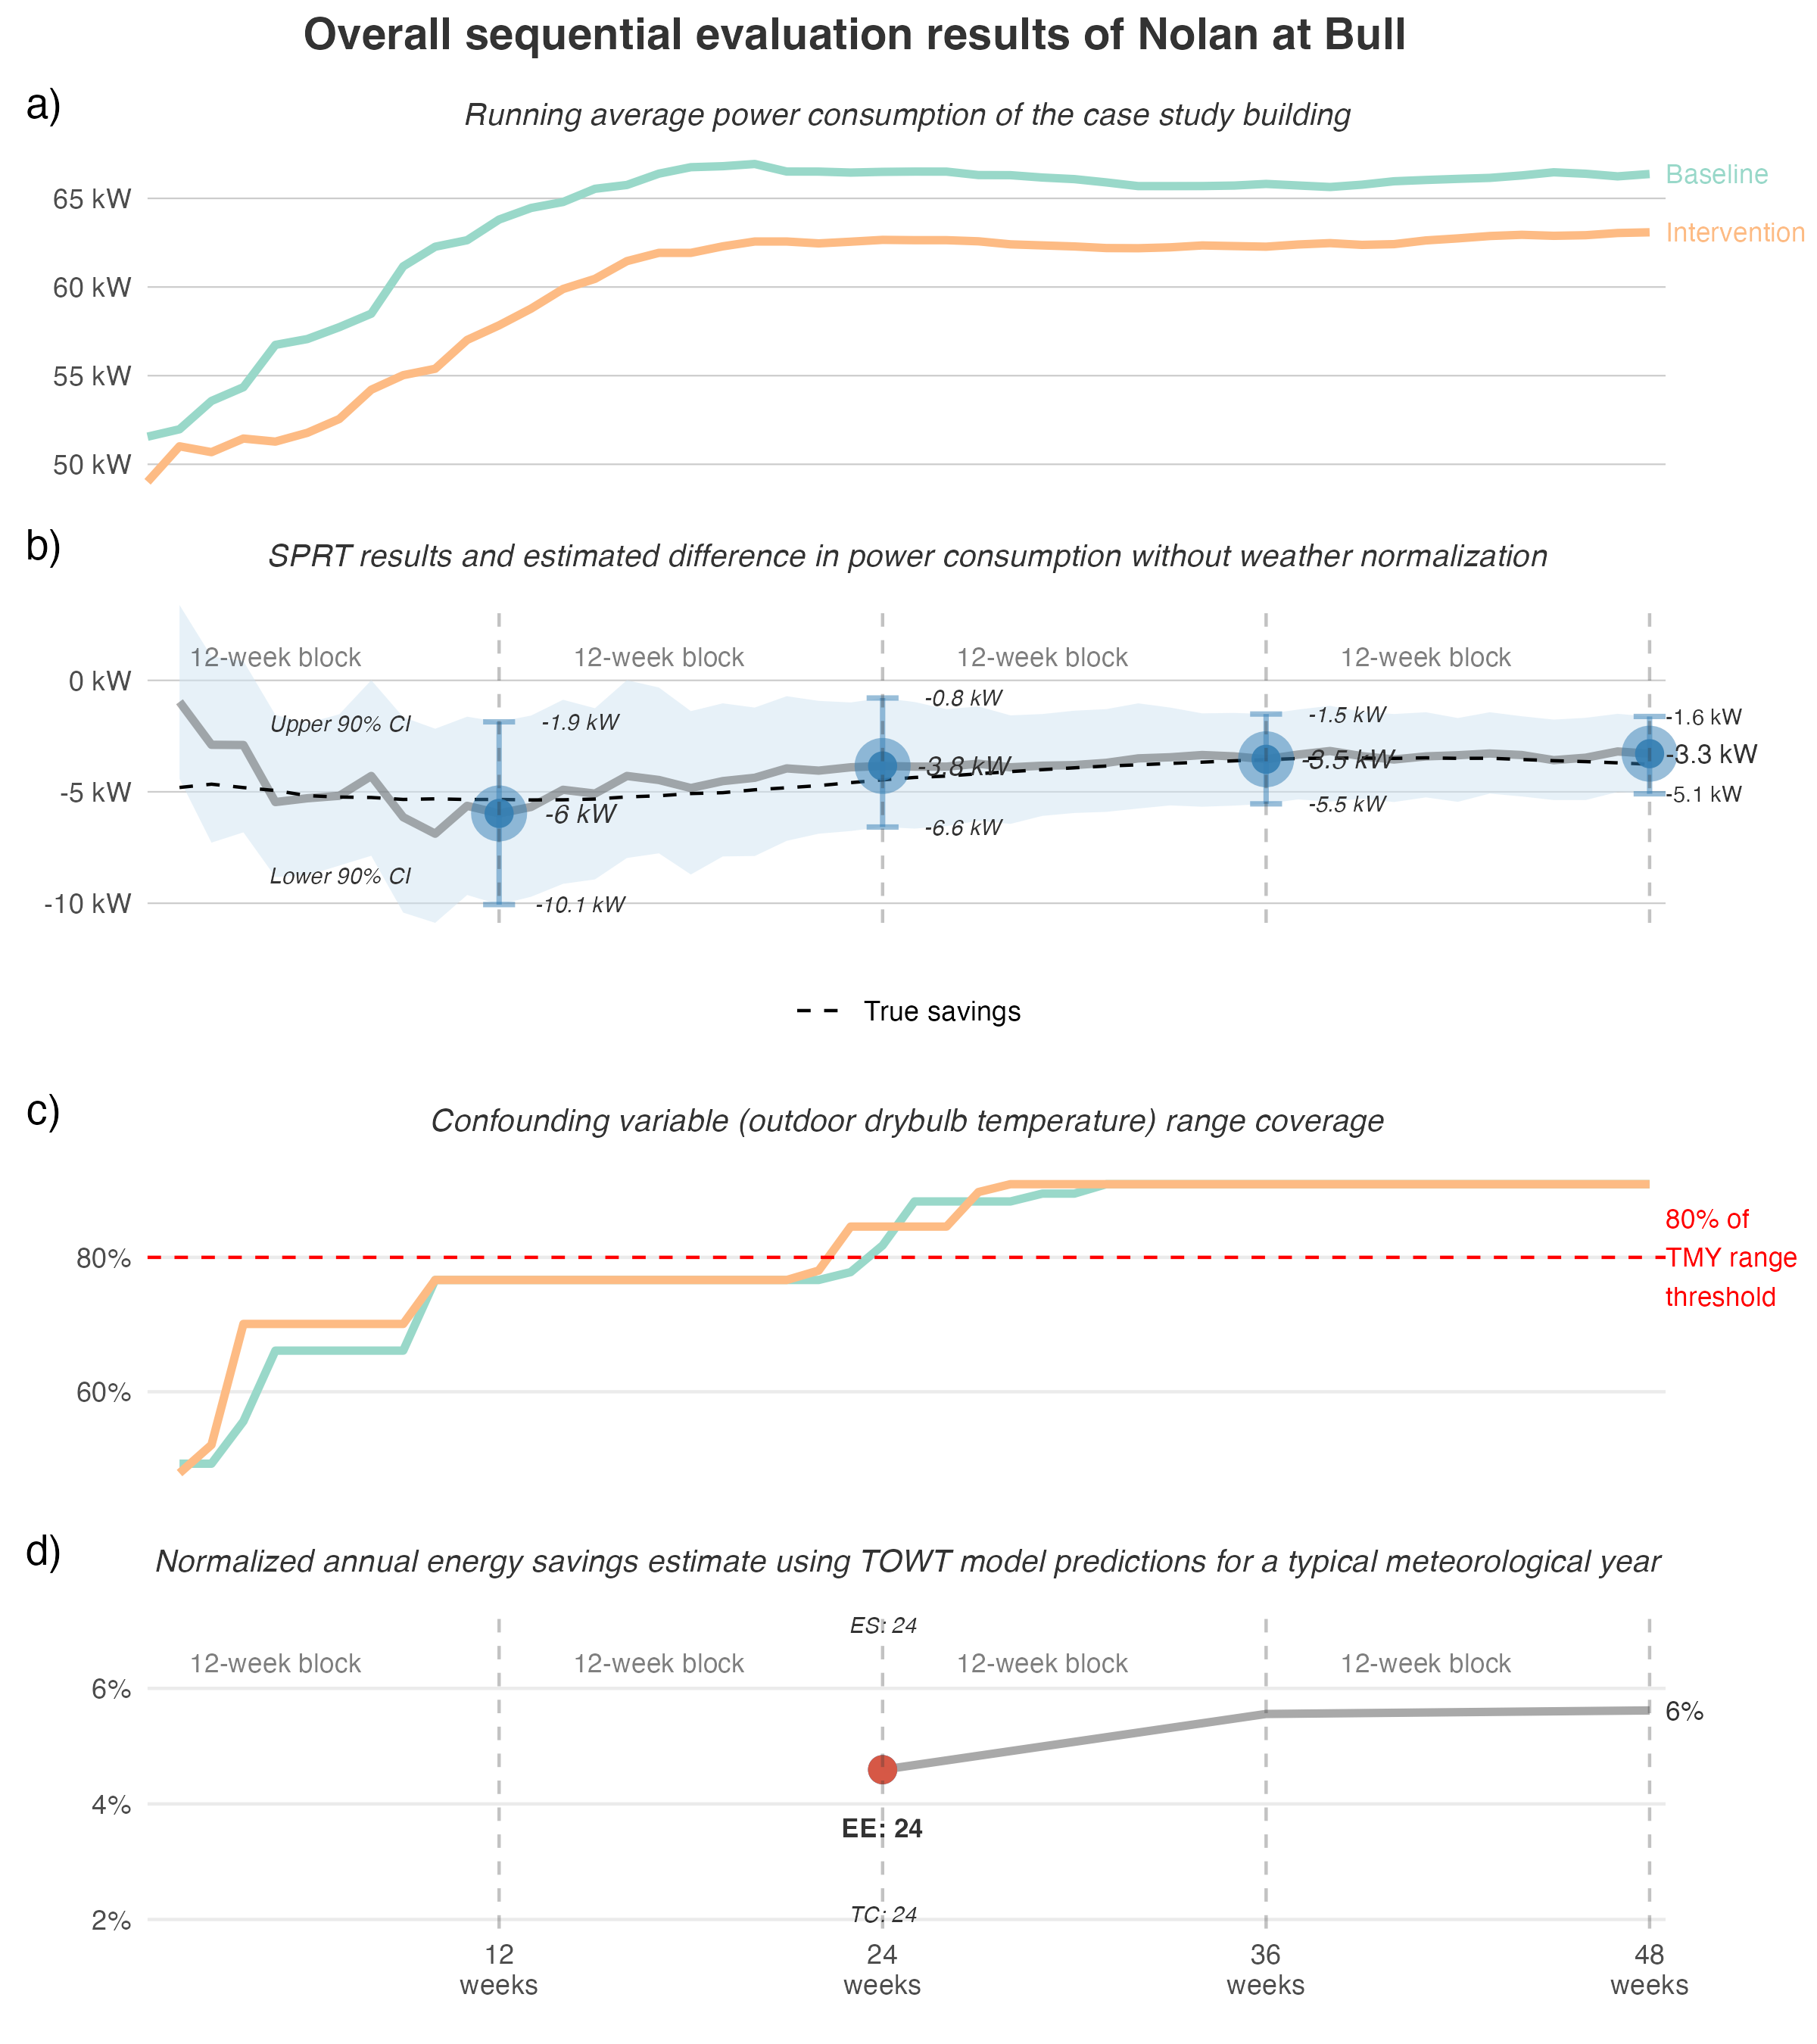 Overall sequential evaluation results of Nolan at Bull
a)
Running average power consumption of the case study building
Baseline
65 kW
Intervention
60 kW
55 kW
50 kW
b)
SPRT results and estimated difference in power consumption without weather normalization
12-week block 12-week block 12-week block 12-week block
0 kW
-0.8 kW
-1.5 kW
-1.6 kW
Upper 90% CI
-1.9 kW
-3.3 kW
-3.5 kW
-3.8 kW
-5 kW
-5.1 kW
-5.5 kW
-6 kW
-6.6 kW
Lower 90% CI
-10 kW
-10.1 kW
True savings
c)
Confounding variable (outdoor drybulb temperature) range coverage
80% of
TMY range
threshold
80%
60%
d)
Normalized annual energy savings estimate using TOWT model predictions for a typical meteorological year
ES: 24
12-week block 12-week block 12-week block 12-week block
6%
6%
4%
EE: 24
TC: 24
2%
12 24 36 48
weeks weeks weeks weeks